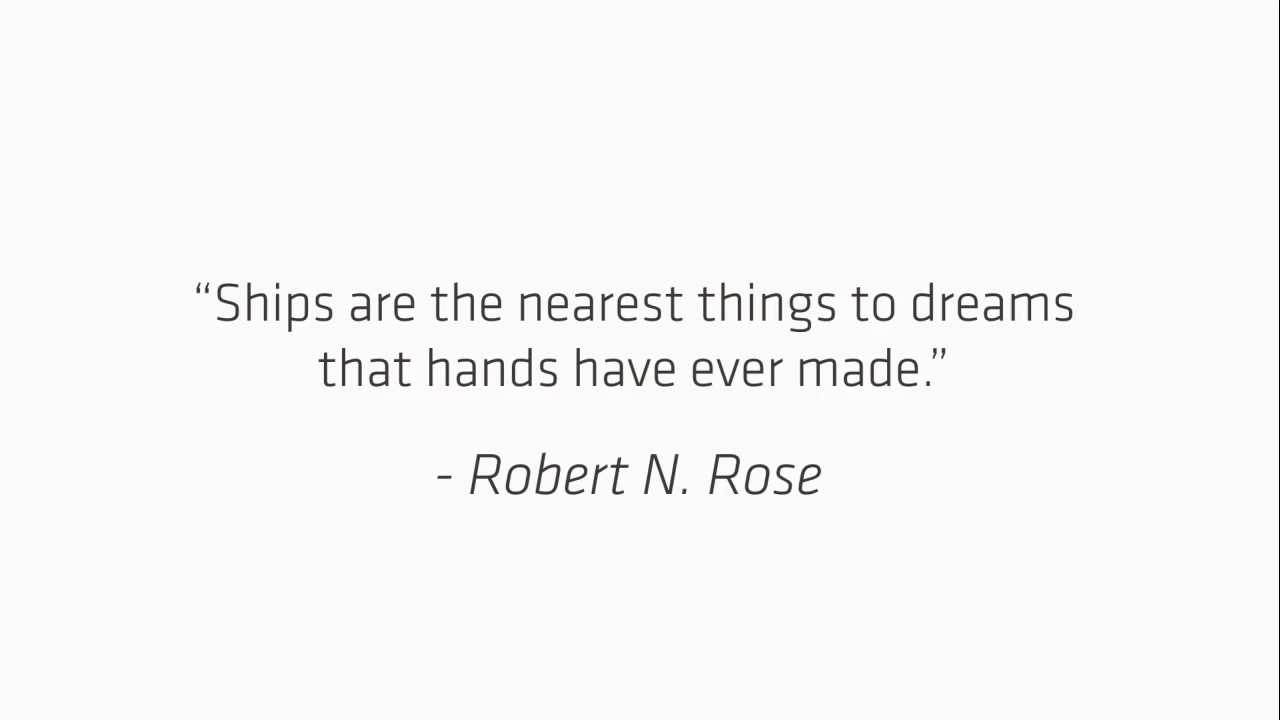 “Ships are the nearest things to dreams
that hands have ever made.”
- Robert N. Rose